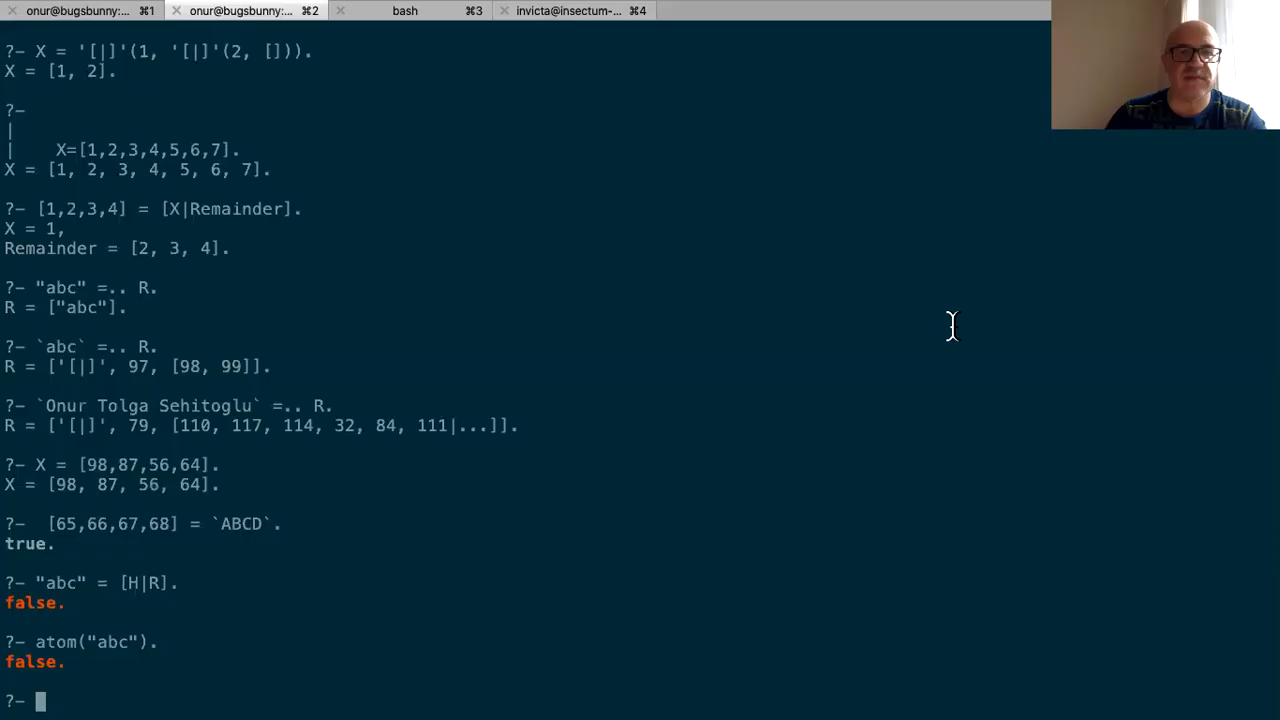 onur@bugsbunny:... ⌘1 onur@bugsbunny:... ⌘2 bash ⌘3 invicta@insectum-... ⌘4
?- X = '[|]'(1, '[|]'(2, [])).
X = [1, 2].
?-
|
|    X=[1,2,3,4,5,6,7].
X = [1, 2, 3, 4, 5, 6, 7].
?- [1,2,3,4] = [X|Remainder].
X = 1,
Remainder = [2, 3, 4].
?- "abc" =.. R.
R = ["abc"].
?- `abc` =.. R.
R = ['[|]', 97, [98, 99]].
?- `Onur Tolga Sehitoglu` =.. R.
R = ['[|]', 79, [110, 117, 114, 32, 84, 111|...]].
?- X = [98,87,56,64].
X = [98, 87, 56, 64].
?-  [65,66,67,68] = `ABCD`.
true.
?- "abc" = [H|R].
false.
?- atom("abc").
false.
?-